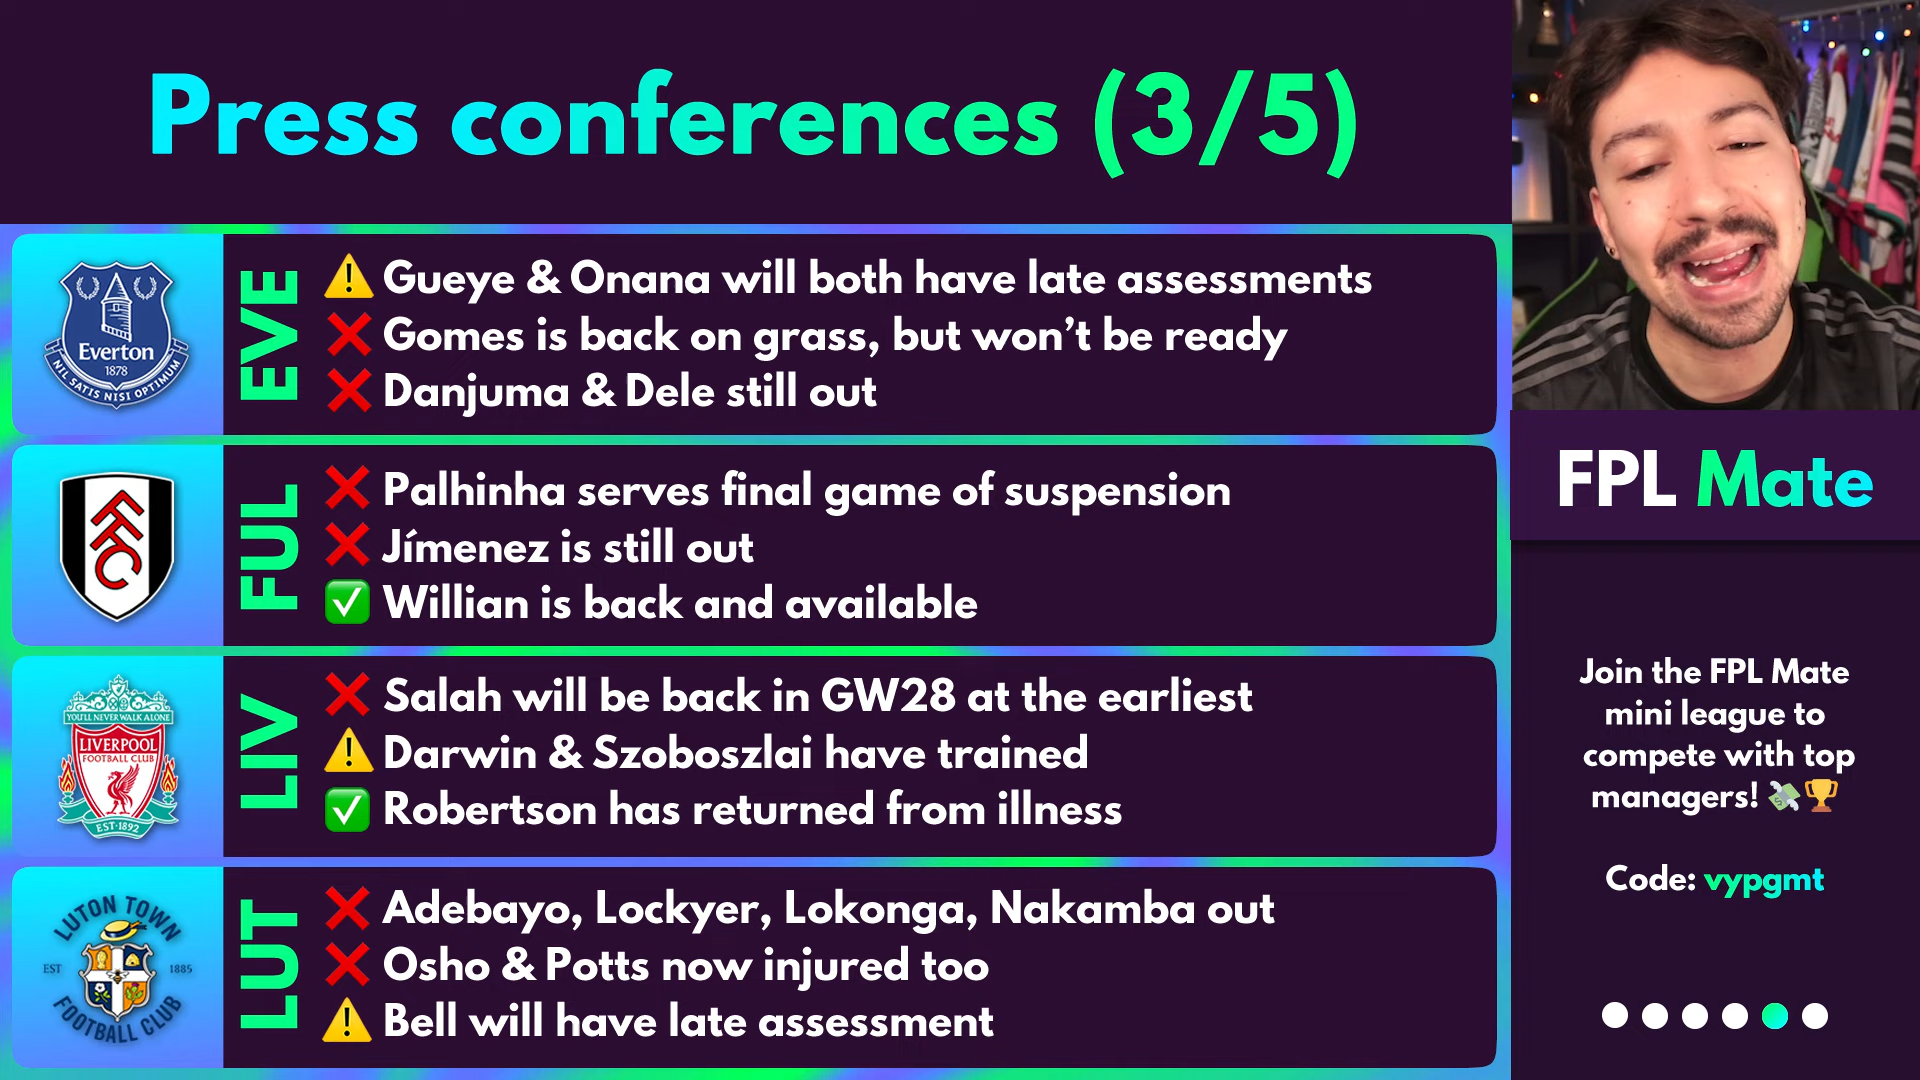 Press conferences (3/5)
Everton
1878
NIL SATIS NISI OPTIMUM
EVE
⚠️ Gueye & Onana will both have late assessments
❌ Gomes is back on grass, but won’t be ready
❌ Danjuma & Dele still out
FFC
FUL
❌ Palhinha serves final game of suspension
❌ Jímenez is still out
✅ Willian is back and available
YOU'LL NEVER WALK ALONE
LIVERPOOL
FOOTBALL CLUB
EST·1892
LIV
❌ Salah will be back in GW28 at the earliest
⚠️ Darwin & Szoboszlai have trained
✅ Robertson has returned from illness
LUTON TOWN
EST 1885
FOOTBALL CLUB
LUT
❌ Adebayo, Lockyer, Lokonga, Nakamba out
❌ Osho & Potts now injured too
⚠️ Bell will have late assessment
FPL Mate
Join the FPL Mate
mini league to
compete with top
managers! 💸🏆
Code: vypgmt